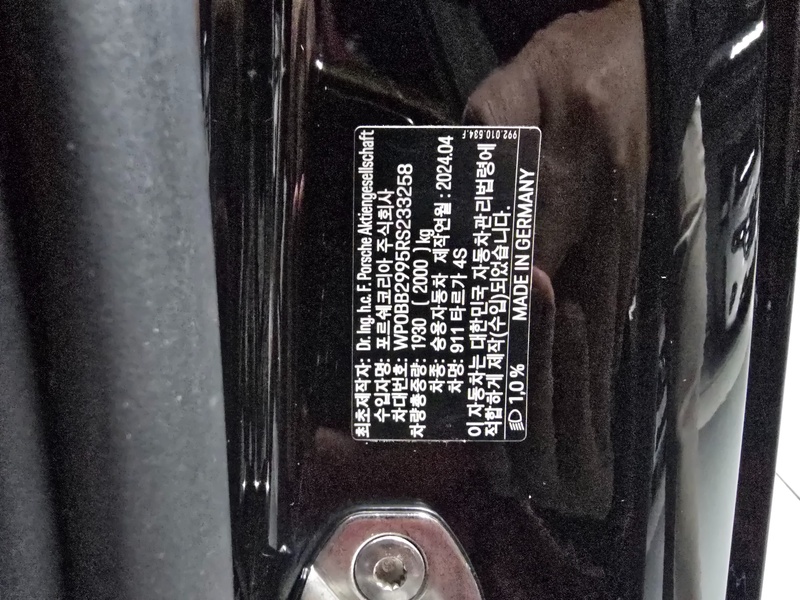 최초제작자: Dr. Ing. h.c. F. Porsche Aktiengesellschaft
수입자명: 포르쉐코리아 주식회사
차대번호: WP0BB2995RS233258
차량총중량: 1930 ( 2000 ) kg
차종: 승용자동차 제작연월 : 2024.04
차명: 911 타르가 4S
이 자동차는 대한민국 자동차관리법령에
적합하게 제작(수입)되었습니다.
1,0 % MADE IN GERMANY
992.010.534.F